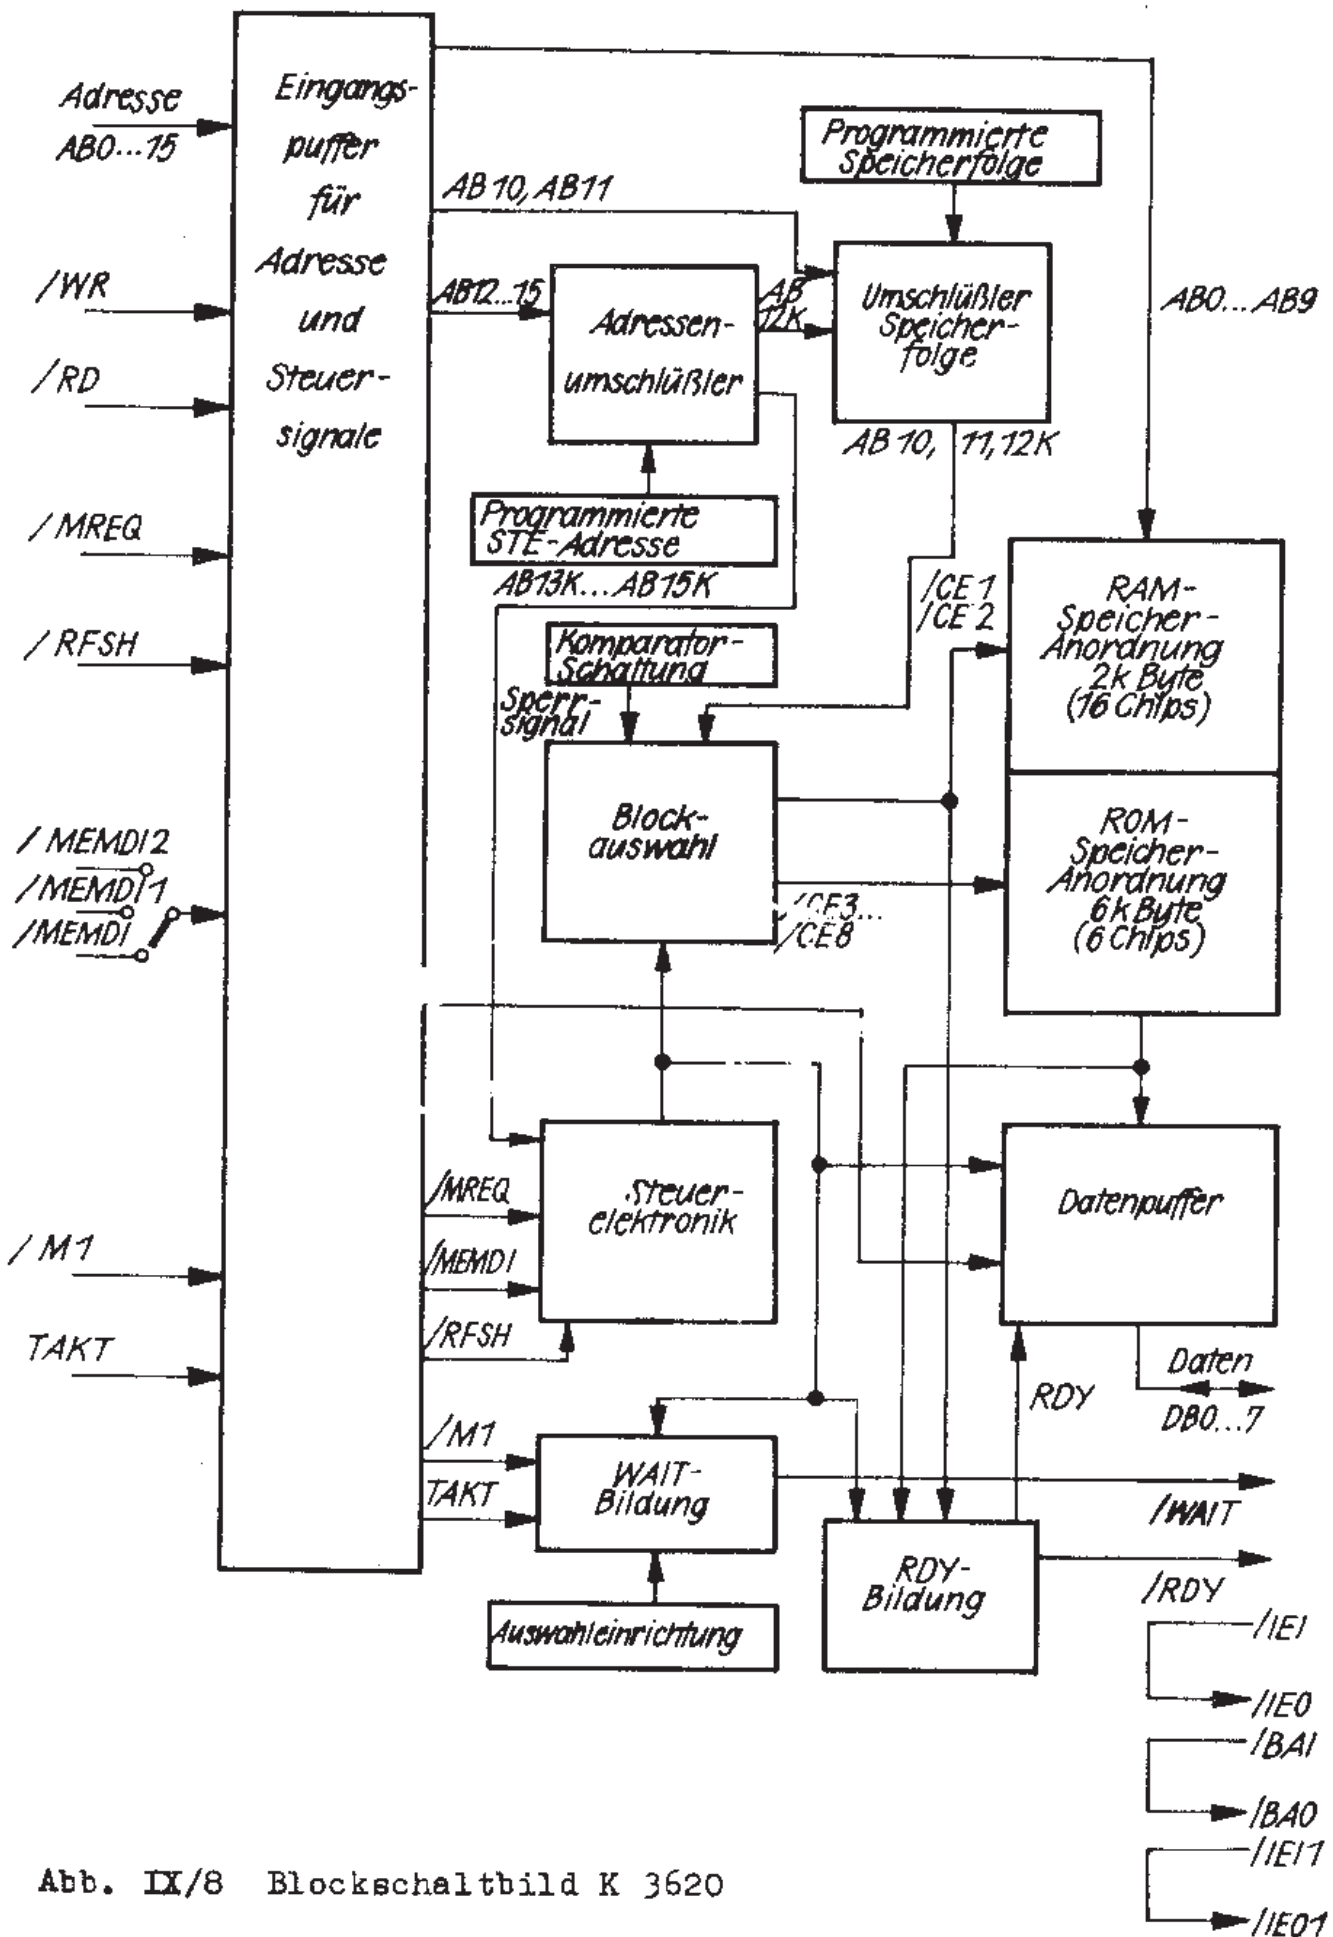 Adresse
AB0...15
/WR
/RD
/MREQ
/RFSH
/MEMDI2
/MEMDI1
/MEMDI
/M1
TAKT
Eingangs-
puffer
für
Adresse
und
Steuer-
signale
AB10, AB11
AB12...15
Programmierte
Speicherfolge
Adressen-
umschlüßler
AB
12K
Umschlüßler
Speicher-
folge
AB0...AB9
AB10, 11, 12K
Programmierte
STE-Adresse
AB13K...AB15K
Komparator-
Schaltung
Sperr-
signal
/CE1
/CE2
RAM-
Speicher-
Anordnung
2k Byte
(16 Chips)
Block-
auswahl
/CE3...
/CE8
ROM-
Speicher-
Anordnung
6k Byte
(6 Chips)
/MREQ
/MEMDI
/RFSH
Steuer-
elektronik
Datenpuffer
Daten
DB0...7
RDY
/M1
TAKT
WAIT-
Bildung
/WAIT
RDY-
Bildung
/RDY
Auswahleinrichtung
/IEI
/IEO
/BAI
/BAO
/IEI1
/IEO1
Abb. IX/8 Blockschaltbild K 3620